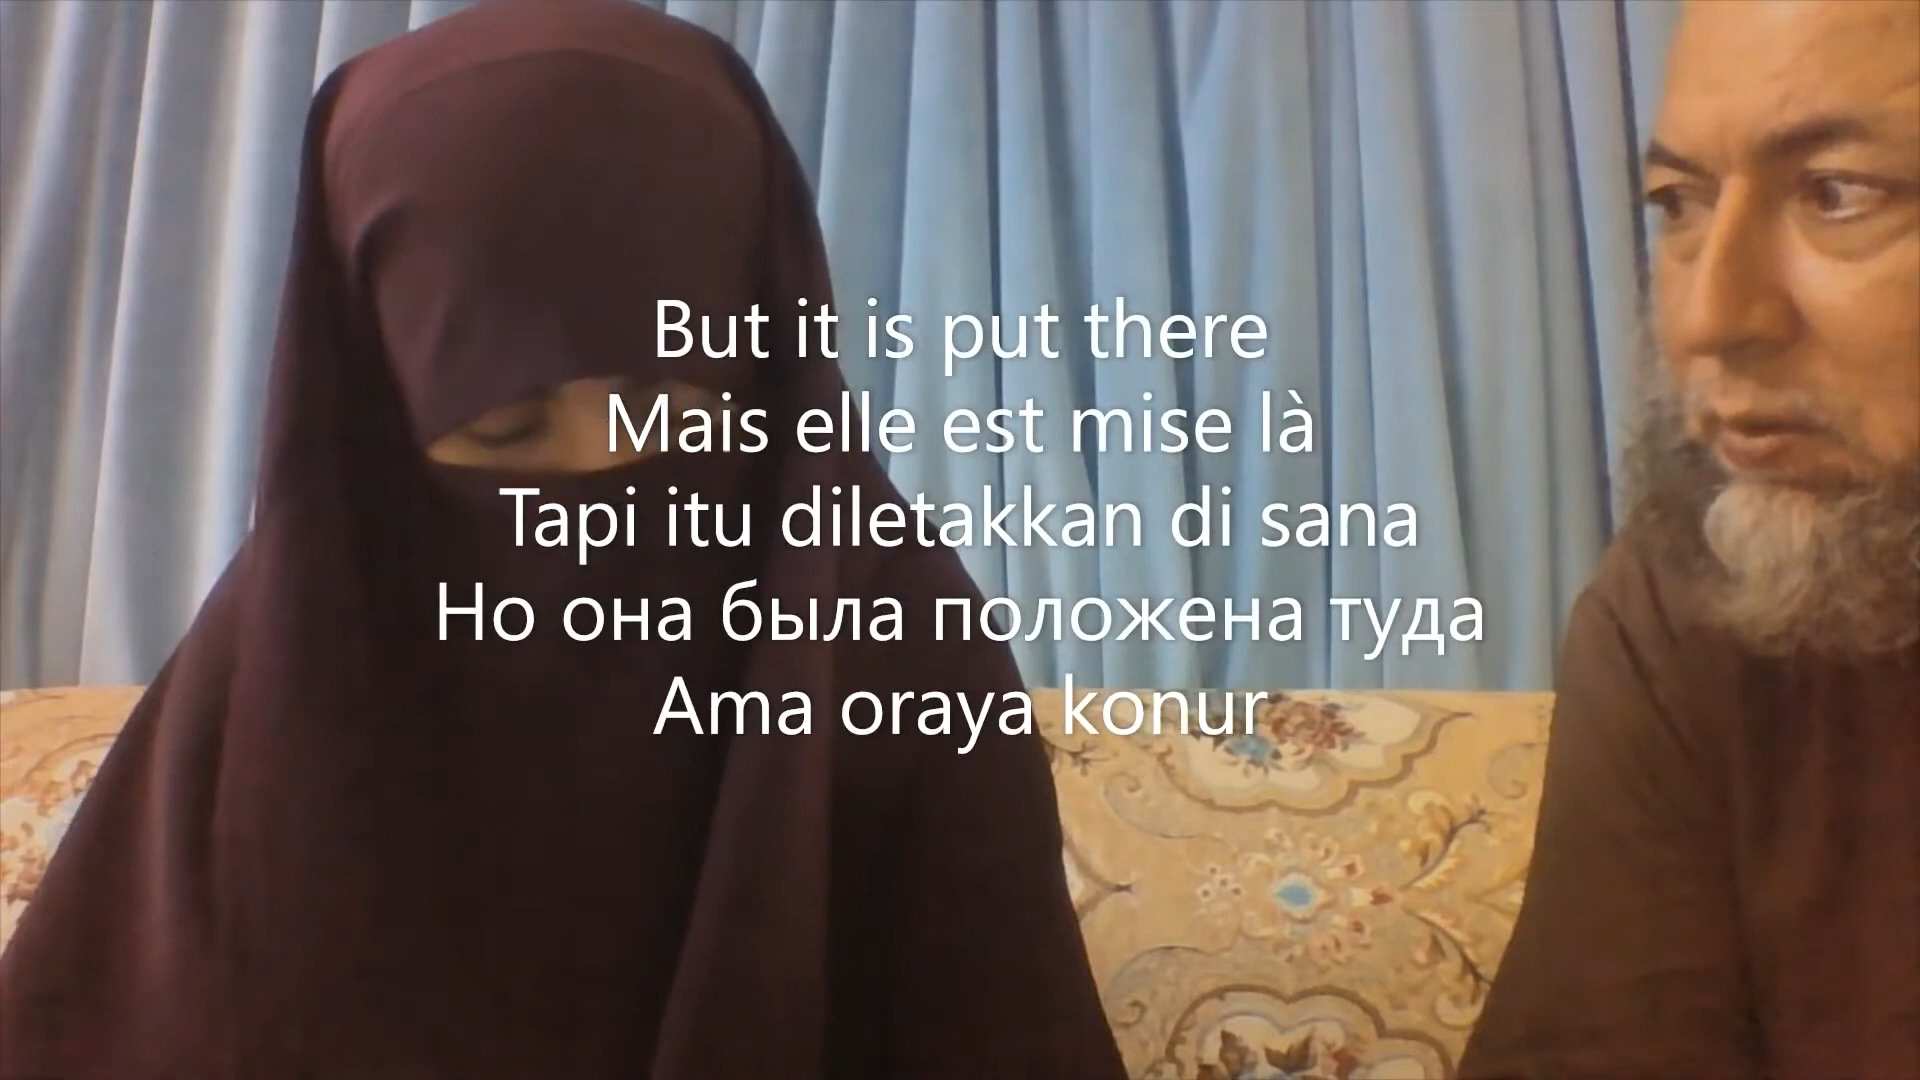 But it is put there
Mais elle est mise là
Tapi itu diletakkan di sana
Но она была положена туда
Ama oraya konur